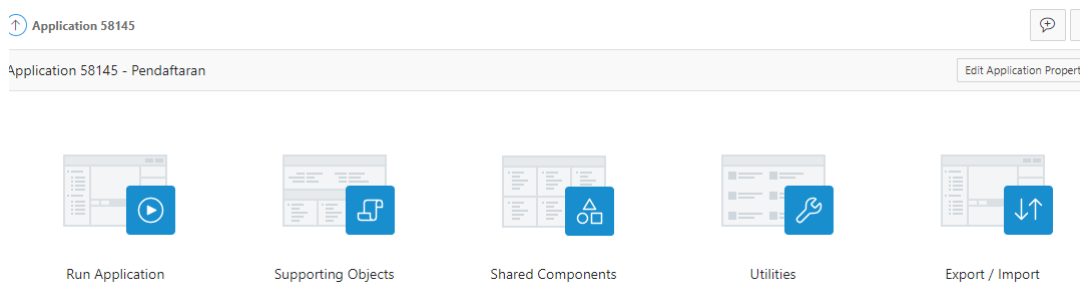 Application 58145
Application 58145 - Pendaftaran
Edit Application Propert
Run Application
Supporting Objects
Shared Components
Utilities
Export / Import